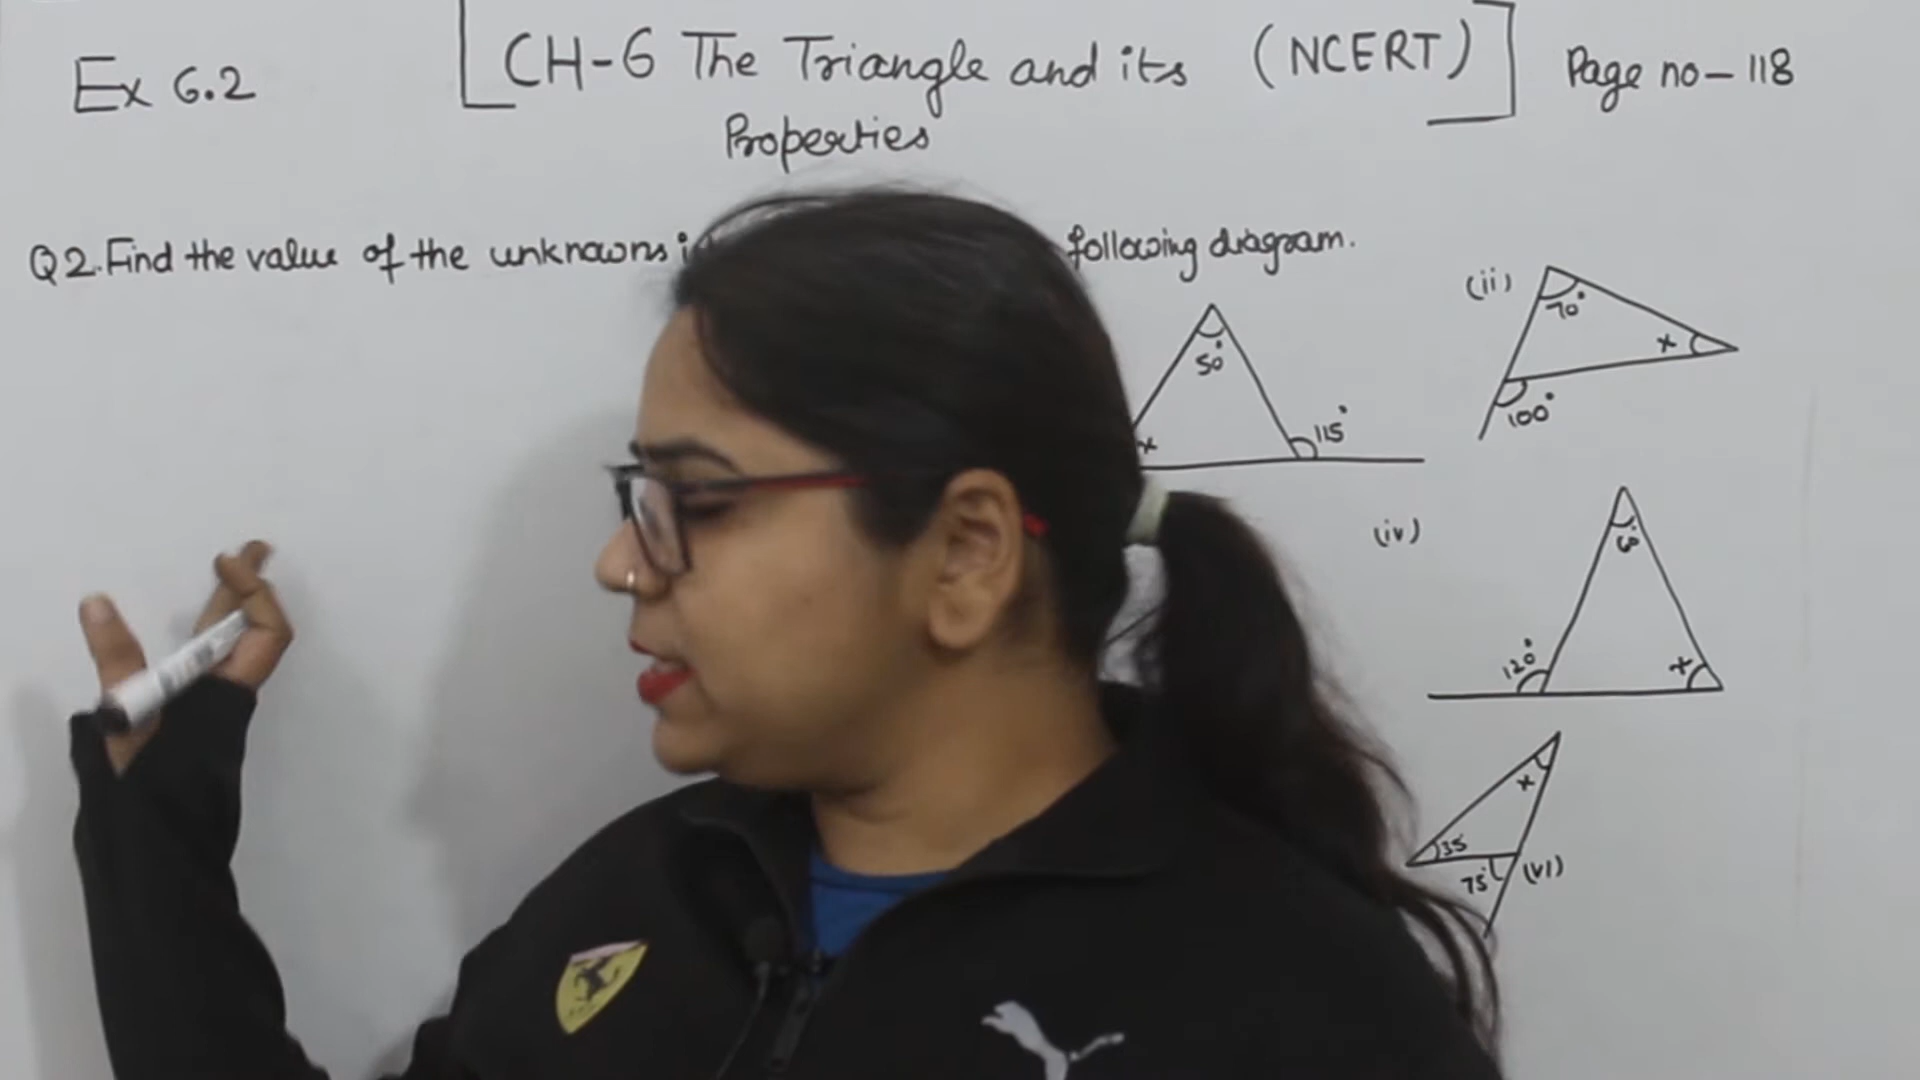 Ex 6.2
CH-6 The Triangle and its (NCERT)
Properties
Page no-118
Q2. Find the value of the unknowns following diagram.
50°
x
115°
(ii)
70°
x
100°
(iv)
120°
x
x
35°
75°
(vi)